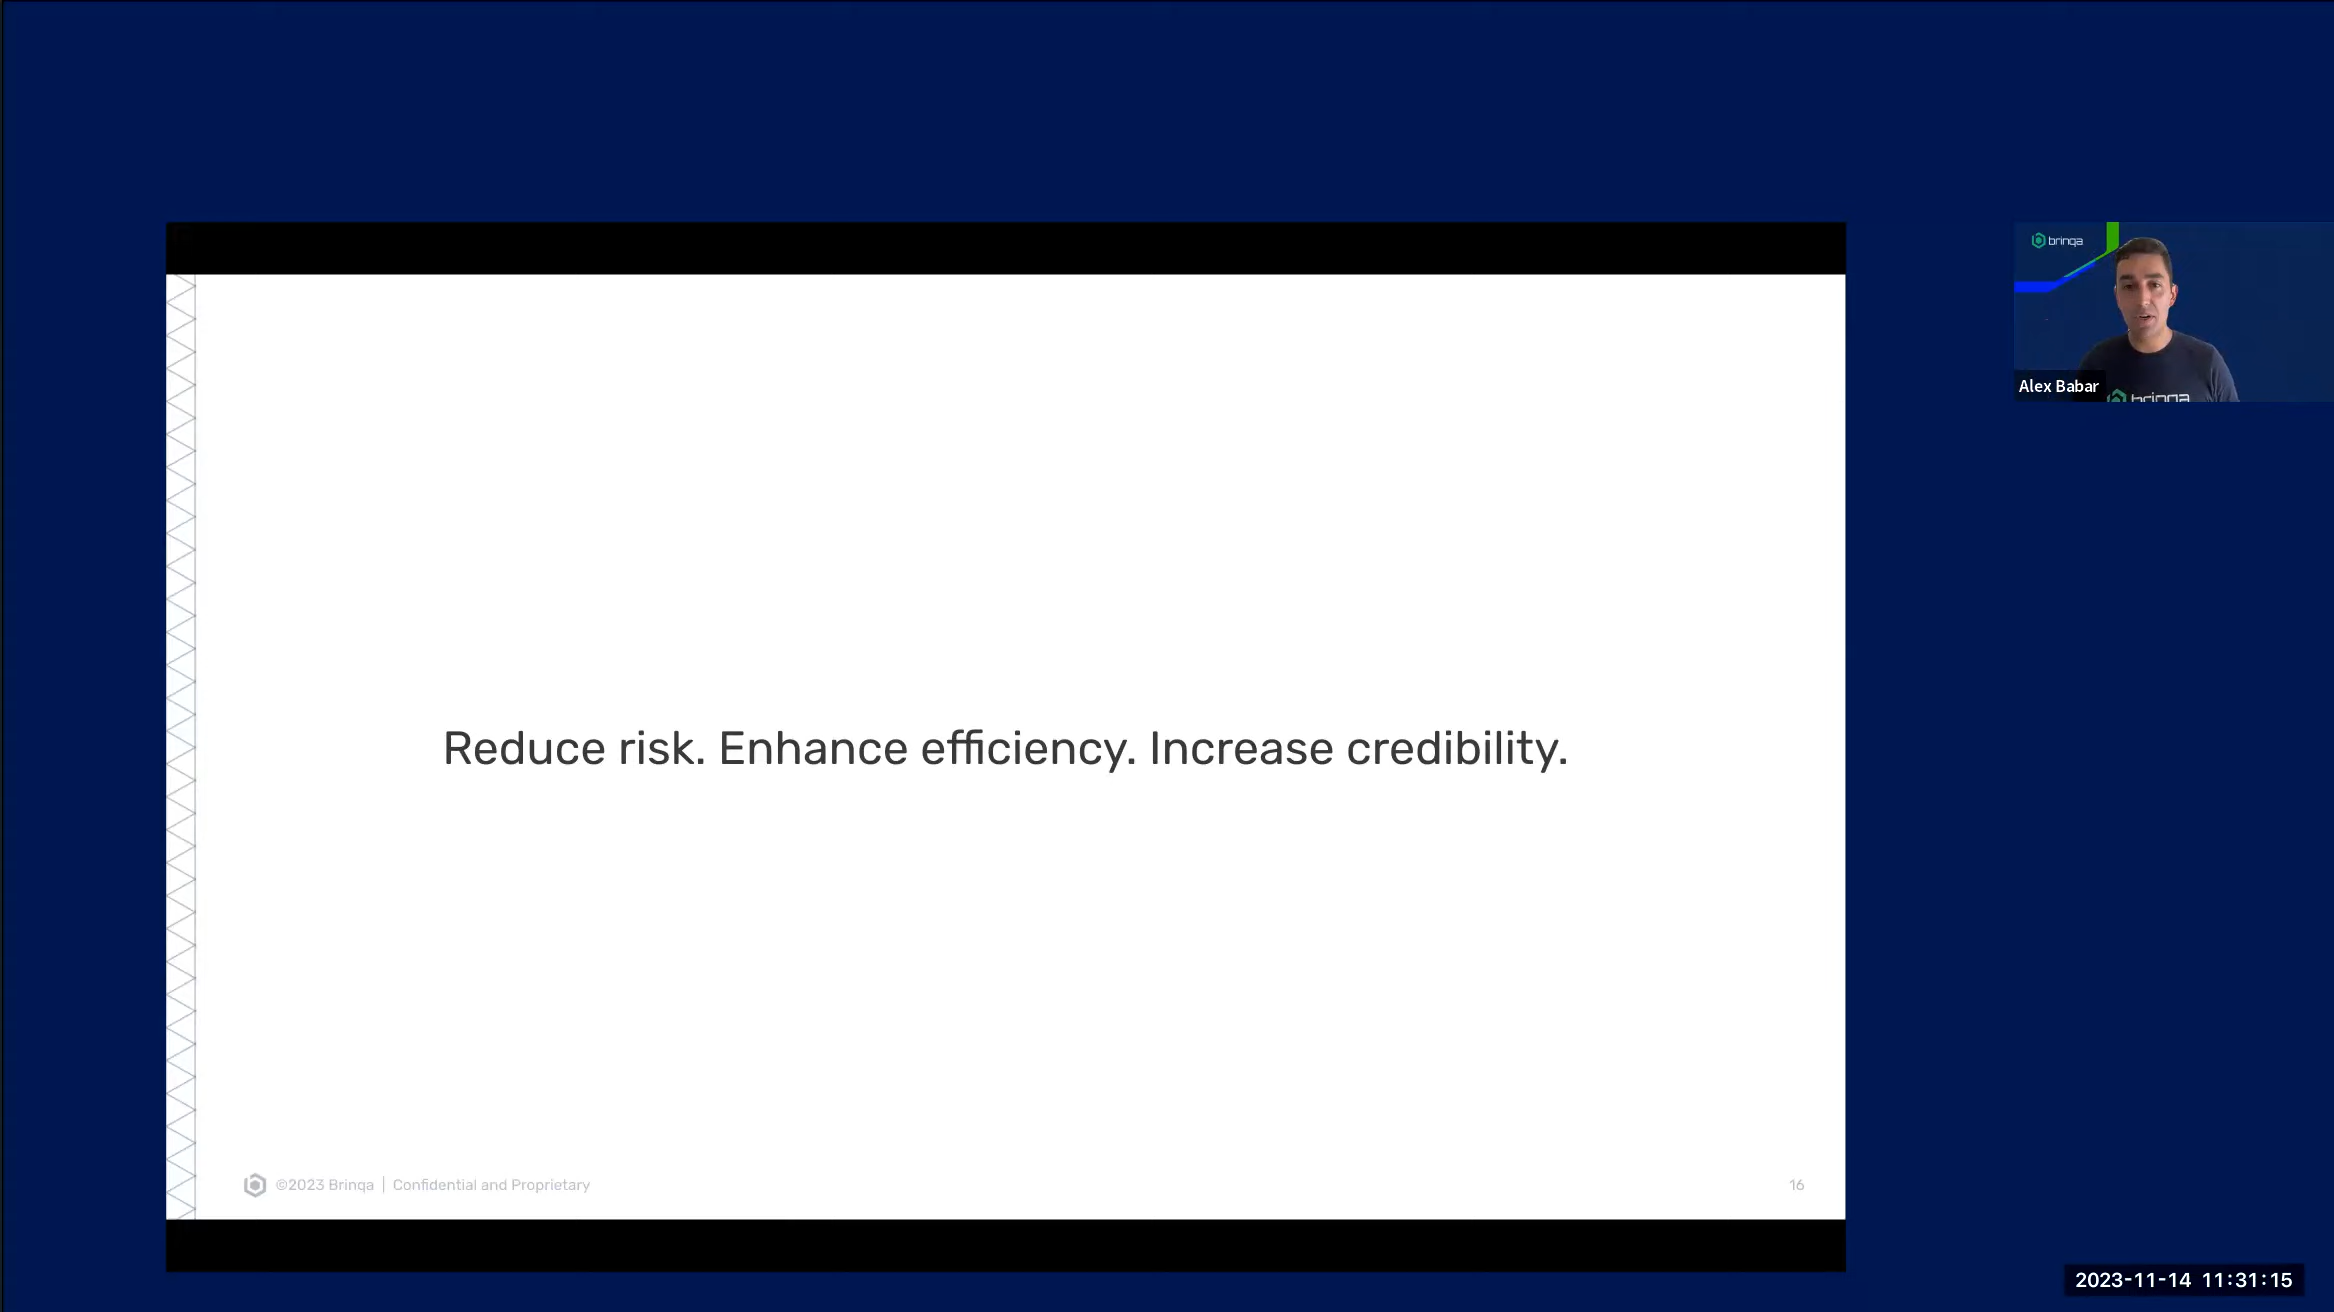 brinqa
Alex Babar
brinqa
Reduce risk. Enhance efficiency. Increase credibility.
©2023 Brinqa | Confidential and Proprietary
16
2023-11-14 11:31:15